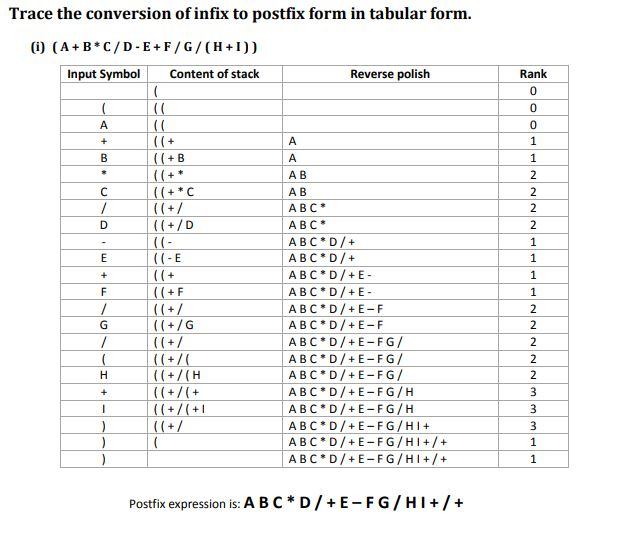 Trace the conversion of infix to postfix form in tabular form.
(i) ( A + B * C / D - E + F / G / ( H + I ) )
Input Symbol Content of stack Reverse polish Rank
( 0
( ( ( 0
A ( ( 0
+ ( ( + A 1
B ( ( + B A 1
* ( ( + * A B 2
C ( ( + * C A B 2
/ ( ( + / A B C * 2
D ( ( + / D A B C * 2
- ( ( - A B C * D / + 1
E ( ( - E A B C * D / + 1
+ ( ( + A B C * D / + E - 1
F ( ( + F A B C * D / + E - 1
/ ( ( + / A B C * D / + E – F 2
G ( ( + / G A B C * D / + E – F 2
/ ( ( + / A B C * D / + E – F G / 2
( ( ( + / ( A B C * D / + E – F G / 2
H ( ( + / ( H A B C * D / + E – F G / 2
+ ( ( + / ( + A B C * D / + E – F G / H 3
I ( ( + / ( + I A B C * D / + E – F G / H 3
) ( ( + / A B C * D / + E – F G / H I + 3
) ( A B C * D / + E – F G / H I + / + 1
) A B C * D / + E – F G / H I + / + 1
Postfix expression is: A B C * D / + E – F G / H I + / +